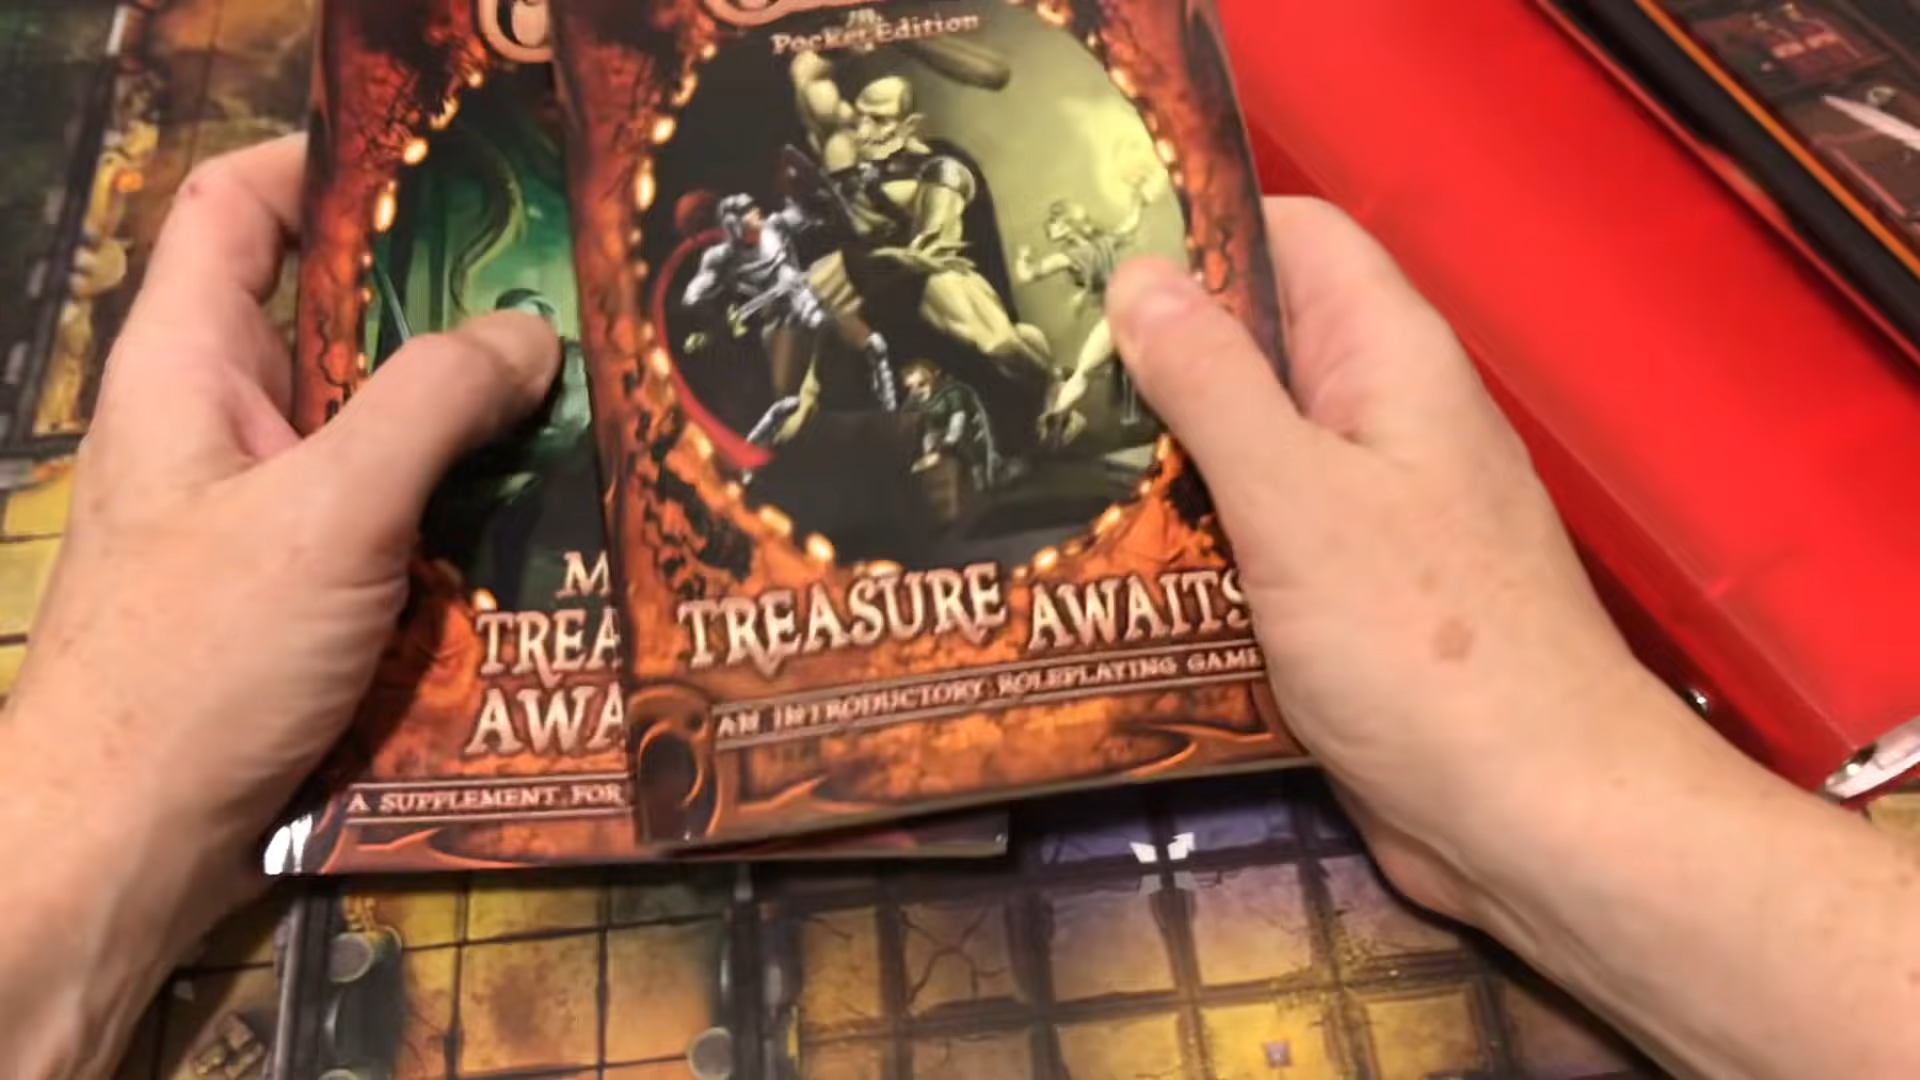 Pocket Edition
TREASURE AWAITS
AN INTRODUCTORY ROLEPLAYING GAME
M
TREA
AWA
A SUPPLEMENT FOR